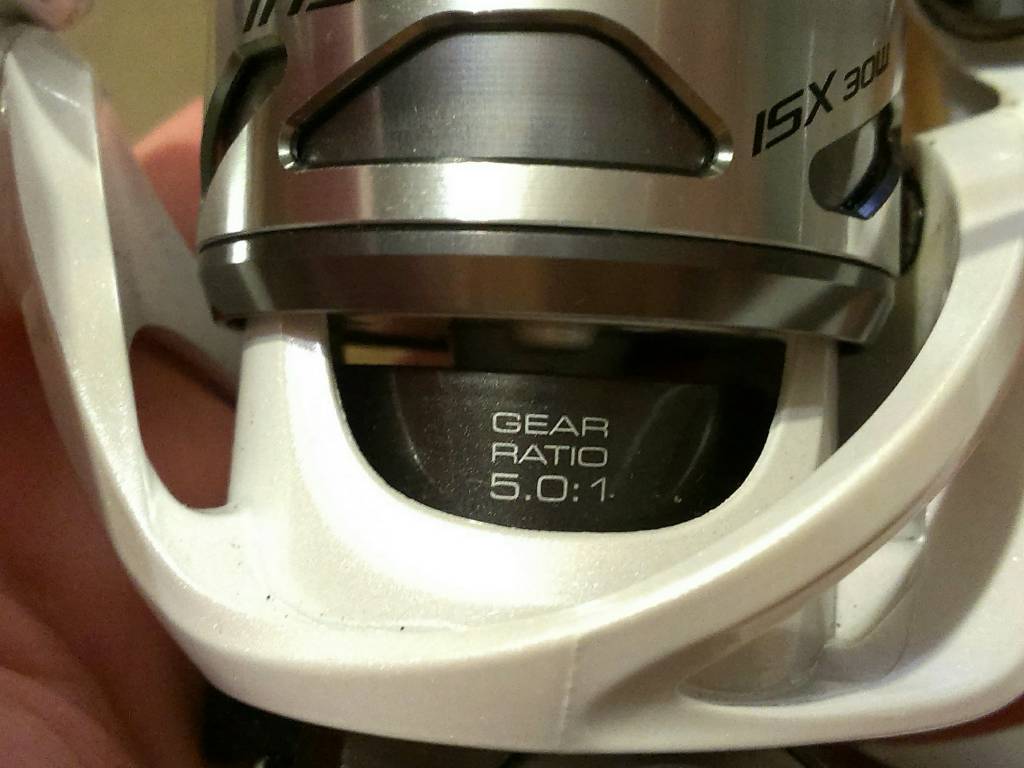 ISX 30W
GEAR
RATIO
5.0:1